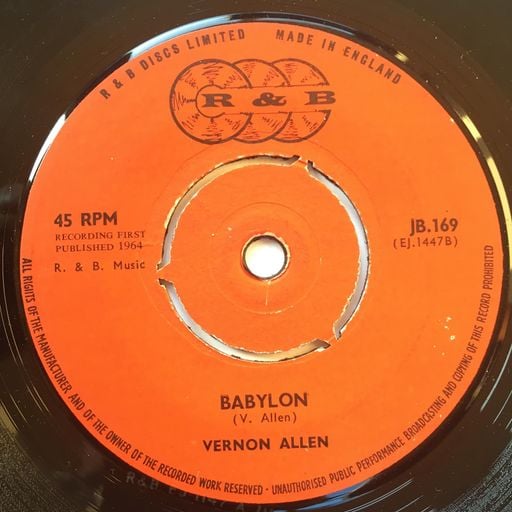 R & B DISCS LIMITED MADE IN ENGLAND
R & B
45 RPM
RECORDING FIRST
PUBLISHED 1964
R. & B. Music
JB.169
(EJ.1447B)
BABYLON
(V. Allen)
VERNON ALLEN
ALL RIGHTS OF THE MANUFACTURER AND OF THE OWNER OF THE RECORDED WORK RESERVED · UNAUTHORISED PUBLIC PERFORMANCE BROADCASTING AND COPYING OF THIS RECORD PROHIBITED